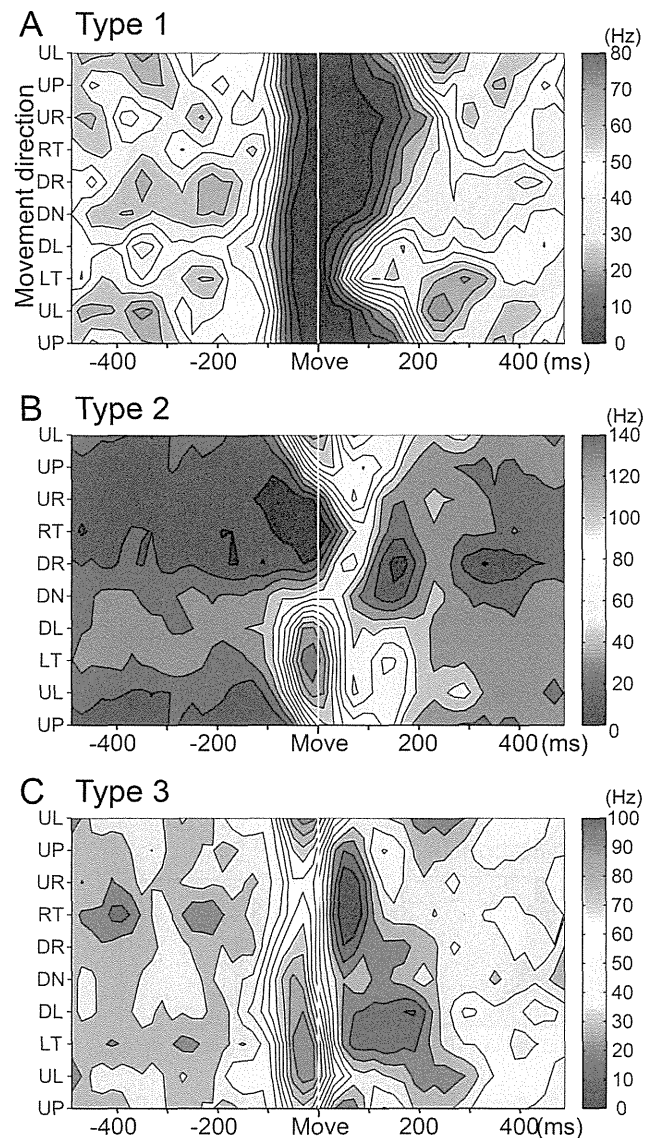 A Type 1
(Hz)
Movement direction
UL
UP
UR
RT
DR
DN
DL
LT
UL
UP
80
70
60
50
40
30
20
10
0
-400
-200
Move
200
400 (ms)
B Type 2
(Hz)
UL
UP
UR
RT
DR
DN
DL
LT
UL
UP
140
120
100
80
60
40
20
0
-400
-200
Move
200
400 (ms)
C Type 3
(Hz)
UL
UP
UR
RT
DR
DN
DL
LT
UL
UP
100
90
80
70
60
50
40
30
20
10
0
-400
-200
Move
200
400 (ms)